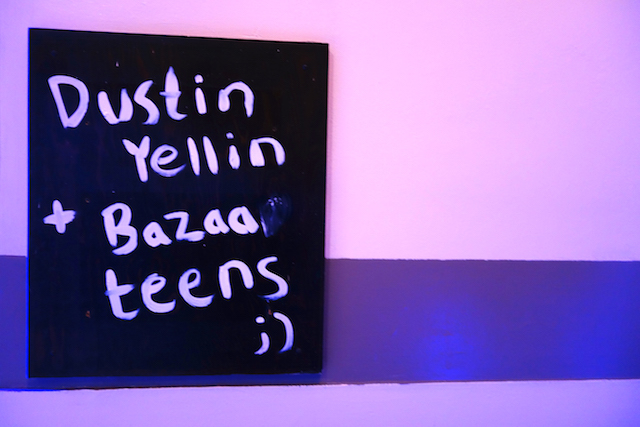 Dustin
Yellin
+ Bazaa
teens
;)